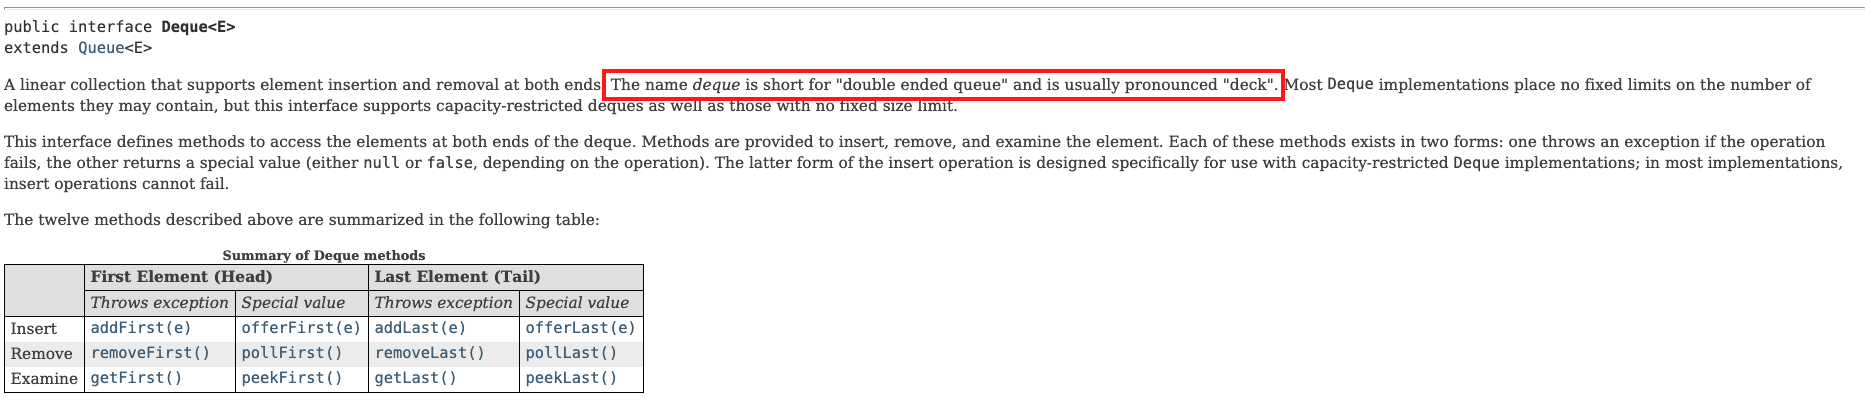 public interface Deque<E>
extends Queue<E>
A linear collection that supports element insertion and removal at both ends. The name deque is short for "double ended queue" and is usually pronounced "deck". Most Deque implementations place no fixed limits on the number of
elements they may contain, but this interface supports capacity-restricted deques as well as those with no fixed size limit.
This interface defines methods to access the elements at both ends of the deque. Methods are provided to insert, remove, and examine the element. Each of these methods exists in two forms: one throws an exception if the operation
fails, the other returns a special value (either null or false, depending on the operation). The latter form of the insert operation is designed specifically for use with capacity-restricted Deque implementations; in most implementations,
insert operations cannot fail.
The twelve methods described above are summarized in the following table:
Summary of Deque methods
First Element (Head) Last Element (Tail)
Throws exception Special value Throws exception Special value
Insert addFirst(e) offerFirst(e) addLast(e) offerLast(e)
Remove removeFirst() pollFirst() removeLast() pollLast()
Examine getFirst() peekFirst() getLast() peekLast()